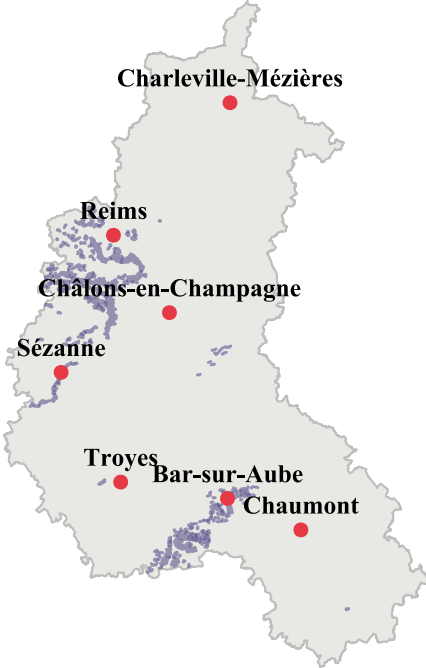 Charleville-Mézières
Reims
Châlons-en-Champagne
Sézanne
Troyes
Bar-sur-Aube
Chaumont